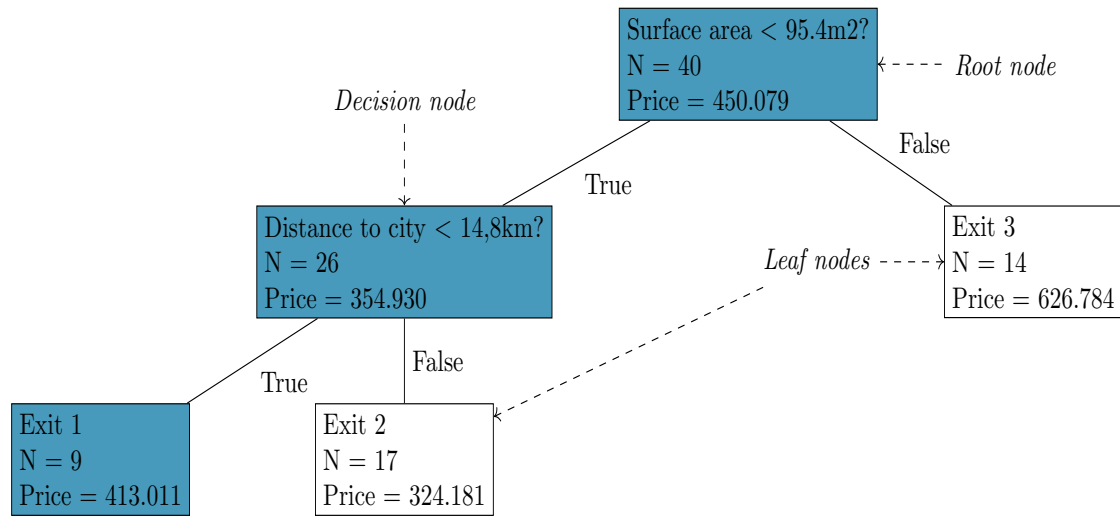 Surface area < 95.4m2?
N = 40
Price = 450.079
Root node
Decision node
True
False
Distance to city < 14,8km?
N = 26
Price = 354.930
Leaf nodes
Exit 3
N = 14
Price = 626.784
True
False
Exit 1
N = 9
Price = 413.011
Exit 2
N = 17
Price = 324.181